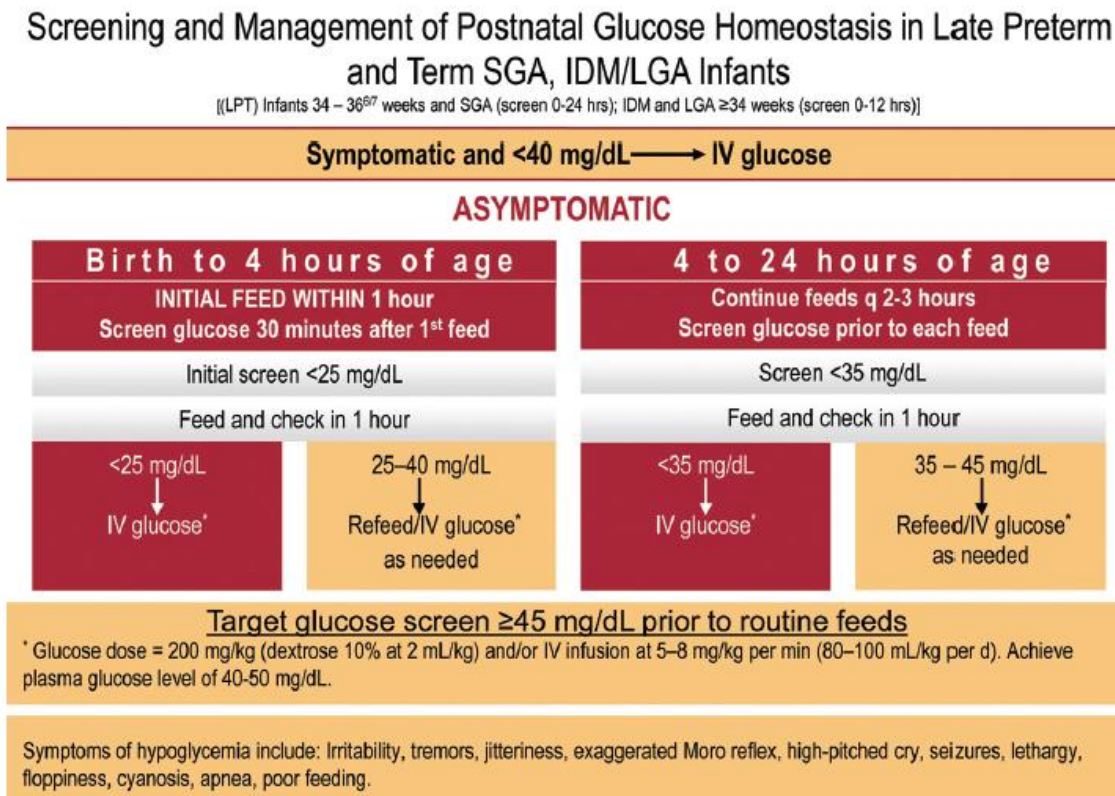 Screening and Management of Postnatal Glucose Homeostasis in Late Preterm
and Term SGA, IDM/LGA Infants
[(LPT) Infants 34 – 36⁶/⁷ weeks and SGA (screen 0-24 hrs); IDM and LGA ≥34 weeks (screen 0-12 hrs)]
Symptomatic and <40 mg/dL → IV glucose
ASYMPTOMATIC
Birth to 4 hours of age
INITIAL FEED WITHIN 1 hour
Screen glucose 30 minutes after 1st feed
Initial screen <25 mg/dL
Feed and check in 1 hour
<25 mg/dL
IV glucose*
25–40 mg/dL
Refeed/IV glucose*
as needed
4 to 24 hours of age
Continue feeds q 2-3 hours
Screen glucose prior to each feed
Screen <35 mg/dL
Feed and check in 1 hour
<35 mg/dL
IV glucose*
35 – 45 mg/dL
Refeed/IV glucose*
as needed
Target glucose screen ≥45 mg/dL prior to routine feeds
* Glucose dose = 200 mg/kg (dextrose 10% at 2 mL/kg) and/or IV infusion at 5–8 mg/kg per min (80–100 mL/kg per d). Achieve
plasma glucose level of 40-50 mg/dL.
Symptoms of hypoglycemia include: Irritability, tremors, jitteriness, exaggerated Moro reflex, high-pitched cry, seizures, lethargy,
floppiness, cyanosis, apnea, poor feeding.